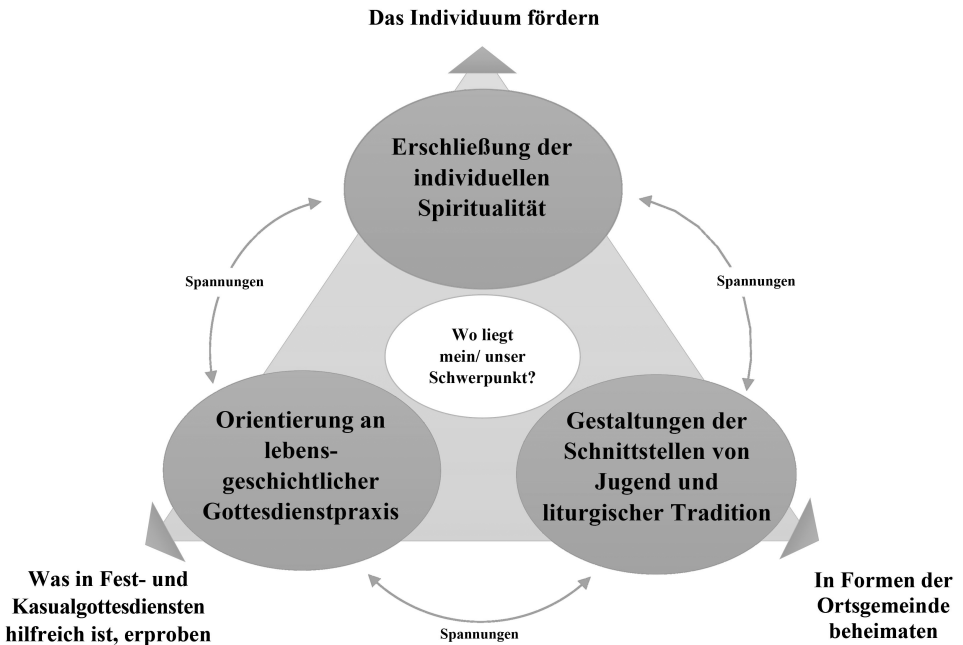 Das Individuum fördern
Erschließung der
individuellen
Spiritualität
Spannungen
Spannungen
Wo liegt
mein/ unser
Schwerpunkt?
Orientierung an
lebens-
geschichtlicher
Gottesdienstpraxis
Gestaltungen der
Schnittstellen von
Jugend und
liturgischer Tradition
Was in Fest- und
Kasualgottesdiensten
hilfreich ist, erproben
Spannungen
In Formen der
Ortsgemeinde
beheimaten